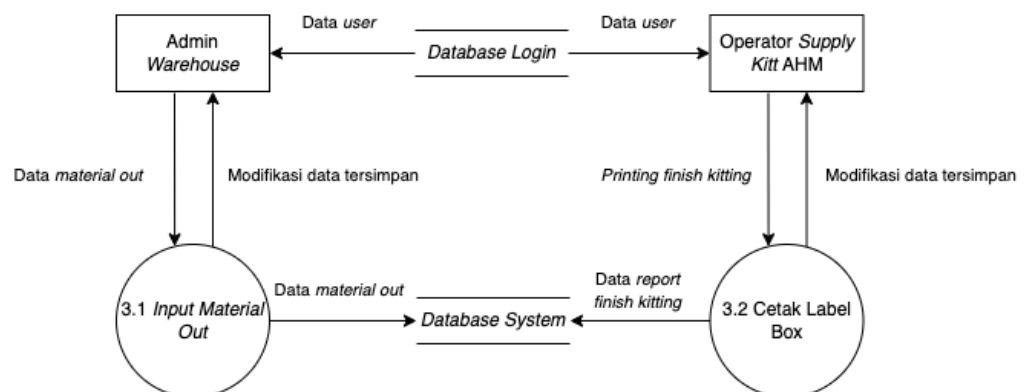 Data user
Data user
Admin
Warehouse
Database Login
Operator Supply
Kitt AHM
Data material out
Modifikasi data tersimpan
Printing finish kitting
Modifikasi data tersimpan
3.1 Input Material
Out
Data material out
Database System
Data report
finish kitting
3.2 Cetak Label
Box